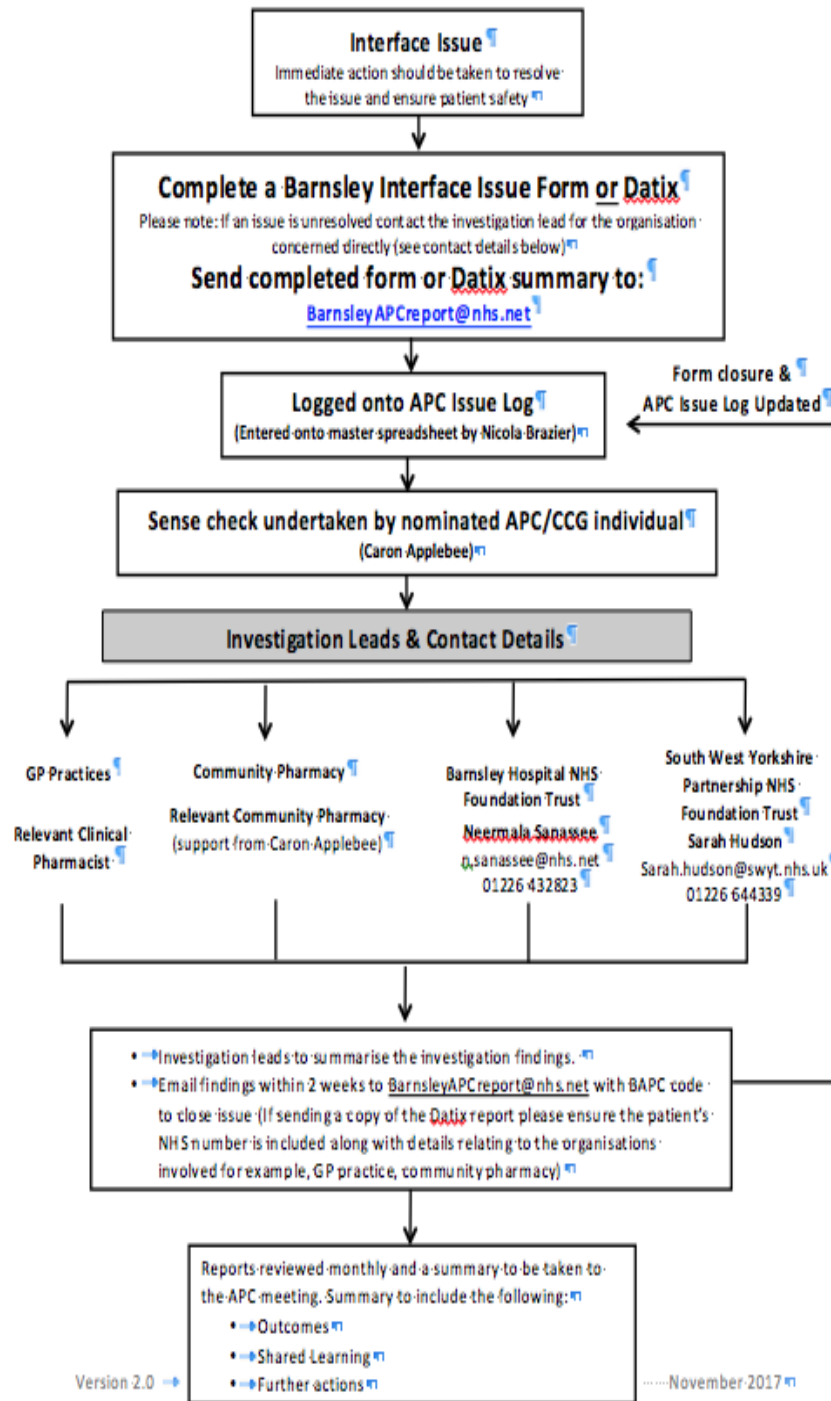 Interface Issue
Immediate action should be taken to resolve
the issue and ensure patient safety
Complete a Barnsley Interface Issue Form or Datix
Please note: If an issue is unresolved contact the investigation lead for the organisation
concerned directly (see contact details below)
Send completed form or Datix summary to:
BarnsleyAPCreport@nhs.net
Form closure &
APC Issue Log Updated
Logged onto APC Issue Log
(Entered onto master spreadsheet by Nicola Brazier)
Sense check undertaken by nominated APC/CCG individual
(Caron Applebee)
Investigation Leads & Contact Details
GP Practices
Relevant Clinical
Pharmacist
Community Pharmacy
Relevant Community Pharmacy
(support from Caron Applebee)
Barnsley Hospital NHS
Foundation Trust
Neermala Sanassee
n.sanassee@nhs.net
01226 432823
South West Yorkshire
Partnership NHS
Foundation Trust
Sarah Hudson
Sarah.hudson@swyt.nhs.uk
01226 644339
• Investigation leads to summarise the investigation findings.
• Email findings within 2 weeks to BarnsleyAPCreport@nhs.net with BAPC code
to close issue (If sending a copy of the Datix report please ensure the patient's
NHS number is included along with details relating to the organisations
involved for example, GP practice, community pharmacy)
Reports reviewed monthly and a summary to be taken to
the APC meeting. Summary to include the following:
• Outcomes
• Shared Learning
• Further actions
Version 2.0
November 2017